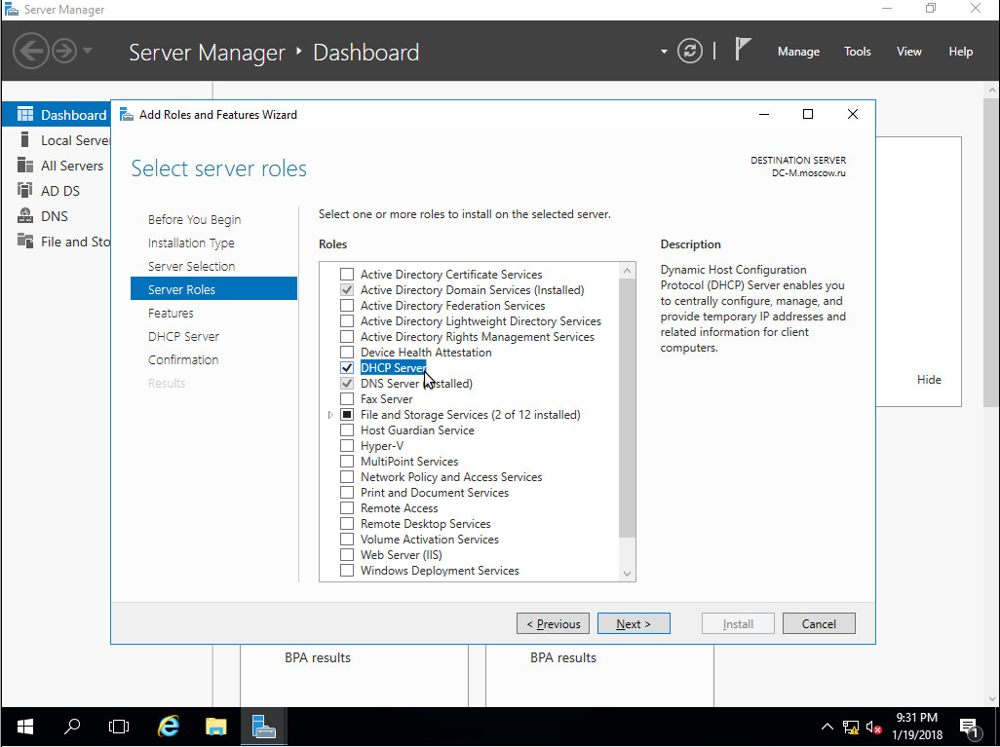 Server Manager
Server Manager • Dashboard
Manage Tools View Help
Dashboard
Local Server
All Servers
AD DS
DNS
File and Sto
Add Roles and Features Wizard
Select server roles
DESTINATION SERVER
DC-M.moscow.ru
Before You Begin
Installation Type
Server Selection
Server Roles
Features
DHCP Server
Confirmation
Results
Select one or more roles to install on the selected server.
Roles
Active Directory Certificate Services
Active Directory Domain Services (Installed)
Active Directory Federation Services
Active Directory Lightweight Directory Services
Active Directory Rights Management Services
Device Health Attestation
DHCP Server
DNS Server (Installed)
Fax Server
File and Storage Services (2 of 12 installed)
Host Guardian Service
Hyper-V
MultiPoint Services
Network Policy and Access Services
Print and Document Services
Remote Access
Remote Desktop Services
Volume Activation Services
Web Server (IIS)
Windows Deployment Services
Description
Dynamic Host Configuration
Protocol (DHCP) Server enables you
to centrally configure, manage, and
provide temporary IP addresses and
related information for client
computers.
Hide
< Previous
Next >
Install
Cancel
BPA results
BPA results
9:31 PM
1/19/2018
1